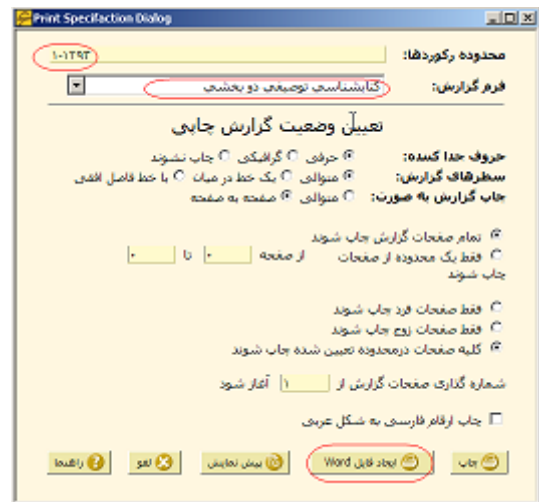 Print Specifaction Dialog
محدوده رکوردها: ۱-۱۳۹۳
فرم گزارش: کتابشناسی توصیفی دو بخشی
تعیین وضعیت گزارش چاپی
حروف جدا کننده: حرفی گرافیکی چاپ نشوند
سطرهای گزارش: متوالی یک خط در میان با خط فاصل افقی
چاپ گزارش به صورت: متوالی صفحه به صفحه
تمام صفحات گزارش چاپ شوند
فقط یک محدوده از صفحات از صفحه ۰ تا ۰
چاپ شوند
فقط صفحات فرد چاپ شوند
فقط صفحات زوج چاپ شوند
کلیه صفحات درمحدوده تعیین شده چاپ شوند
شماره گذاری صفحات گزارش از ۱ آغاز شود
چاپ ارقام فارسی به شکل عربی
چاپ ایجاد فایل Word پیش نمایش لغو راهنما